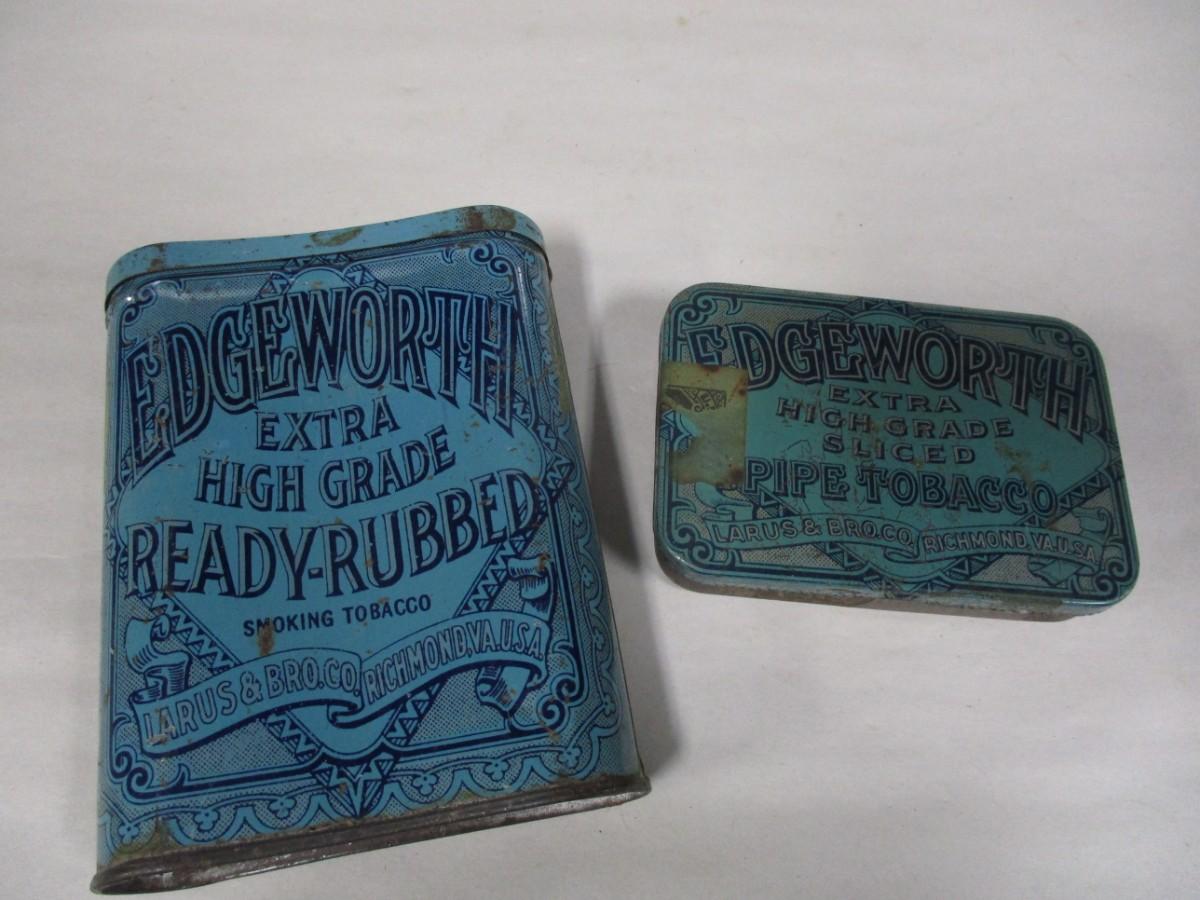 EDGEWORTH
EXTRA
HIGH GRADE
READY-RUBBED
SMOKING TOBACCO
LARUS & BRO.CO. RICHMOND, VA. U.S.A.
EDGEWORTH
EXTRA
HIGH GRADE
SLICED
PIPE TOBACCO
LARUS & BRO.CO. RICHMOND, VA. U.S.A.